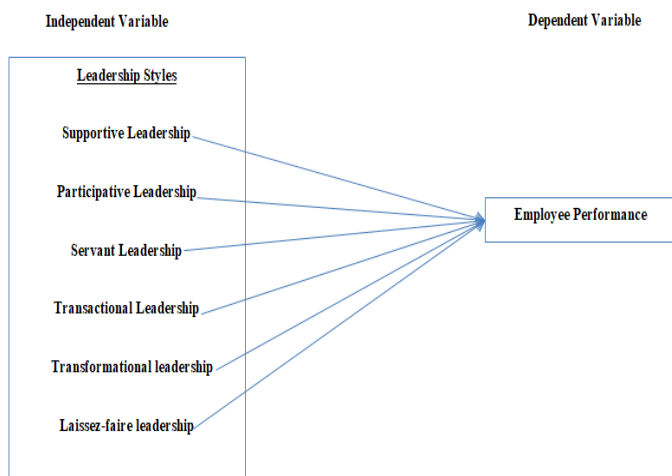 Independent Variable
Dependent Variable
Leadership Styles
Supportive Leadership
Participative Leadership
Employee Performance
Servant Leadership
Transactional Leadership
Transformational leadership
Laissez-faire leadership